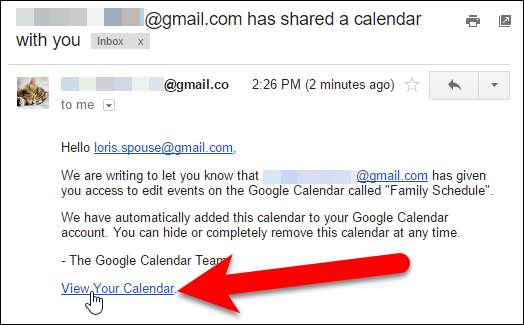 @gmail.com has shared a calendar
with you Inbox x
@gmail.co 2:26 PM (2 minutes ago)
to me
Hello loris.spouse@gmail.com,
We are writing to let you know that @gmail.com has given
you access to edit events on the Google Calendar called "Family Schedule".
We have automatically added this calendar to your Google Calendar
account. You can hide or completely remove this calendar at any time.
- The Google Calendar Team
View Your Calendar.